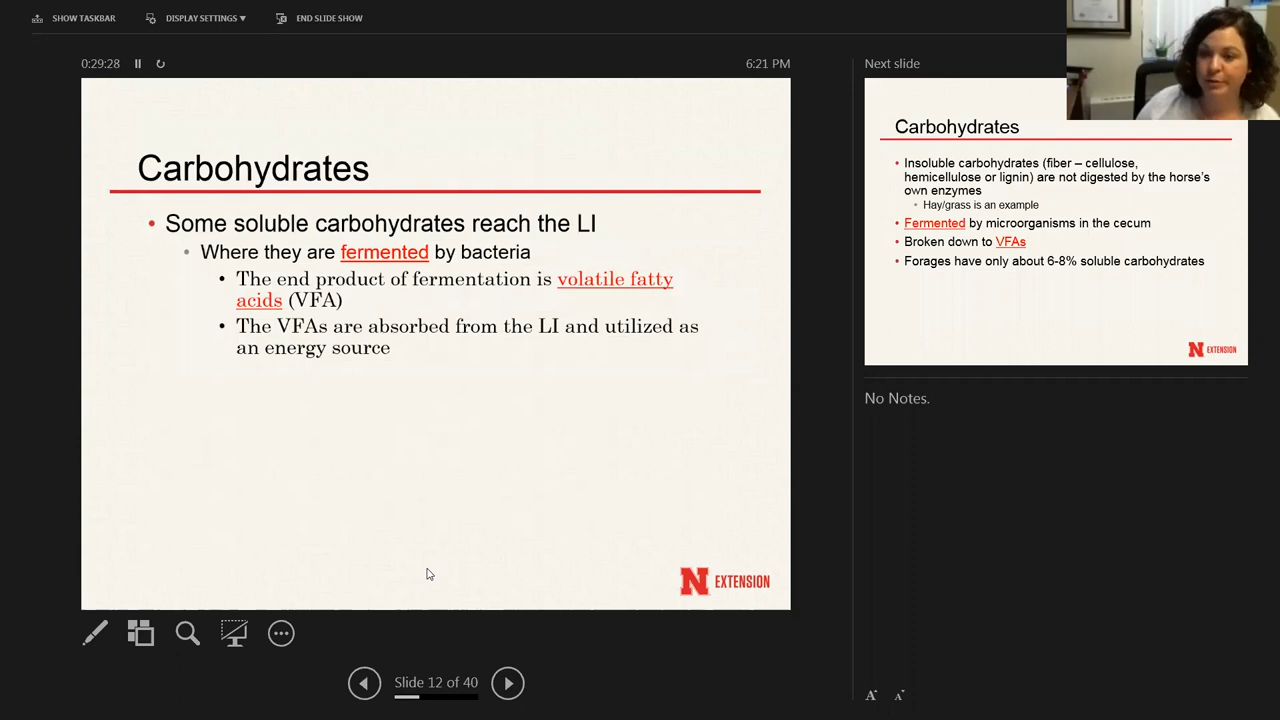 SHOW TASKBAR
DISPLAY SETTINGS ▼
END SLIDE SHOW
0:29:28
6:21 PM
Carbohydrates
• Some soluble carbohydrates reach the LI
• Where they are fermented by bacteria
• The end product of fermentation is volatile fatty
acids (VFA)
• The VFAs are absorbed from the LI and utilized as
an energy source
N EXTENSION
Slide 12 of 40
Next slide
Carbohydrates
• Insoluble carbohydrates (fiber – cellulose,
hemicellulose or lignin) are not digested by the horse's
own enzymes
• Hay/grass is an example
• Fermented by microorganisms in the cecum
• Broken down to VFAs
• Forages have only about 6-8% soluble carbohydrates
N EXTENSION
No Notes.
A A